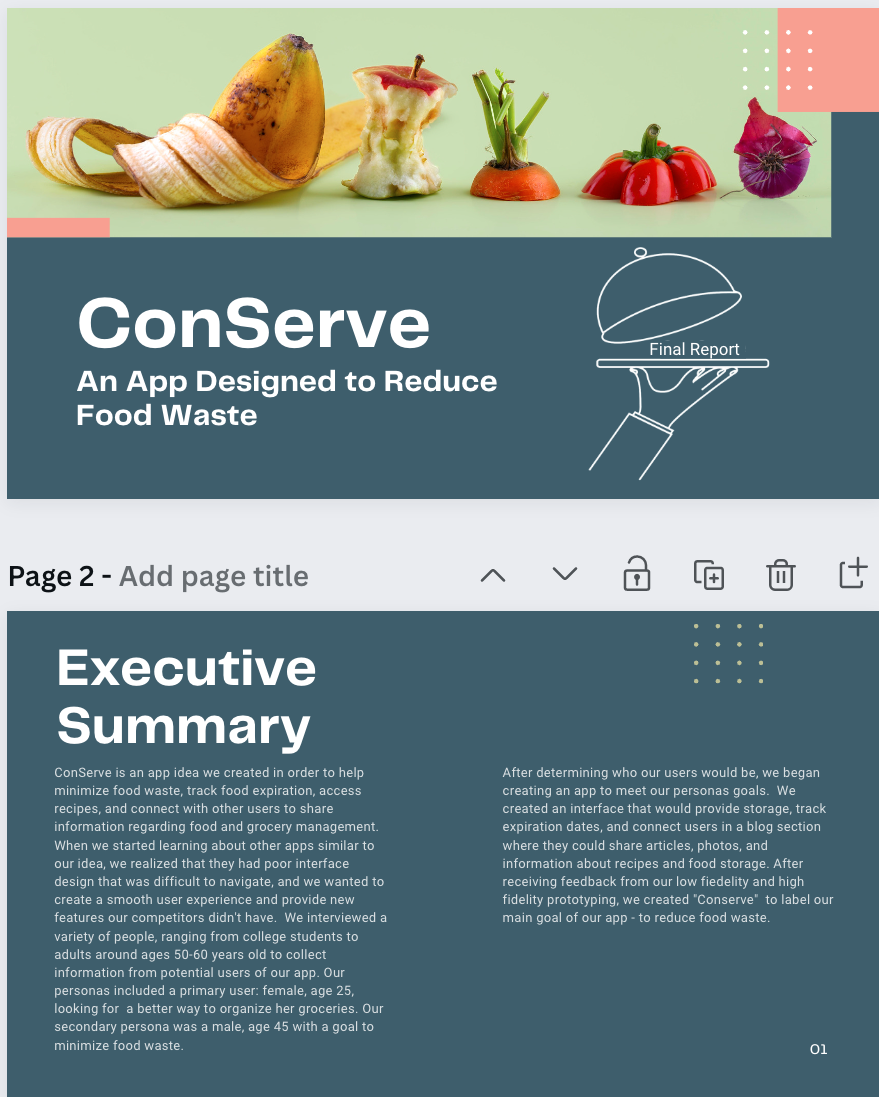 ConServe
An App Designed to Reduce
Food Waste
Final Report
Page 2 - Add page title
Executive
Summary
ConServe is an app idea we created in order to help
minimize food waste, track food expiration, access
recipes, and connect with other users to share
information regarding food and grocery management.
When we started learning about other apps similar to
our idea, we realized that they had poor interface
design that was difficult to navigate, and we wanted to
create a smooth user experience and provide new
features our competitors didn't have.  We interviewed a
variety of people, ranging from college students to
adults around ages 50-60 years old to collect
information from potential users of our app. Our
personas included a primary user: female, age 25,
looking for  a better way to organize her groceries. Our
secondary persona was a male, age 45 with a goal to
minimize food waste.
After determining who our users would be, we began
creating an app to meet our personas goals.  We
created an interface that would provide storage, track
expiration dates, and connect users in a blog section
where they could share articles, photos, and
information about recipes and food storage. After
receiving feedback from our low fiedelity and high
fidelity prototyping, we created "Conserve"  to label our
main goal of our app - to reduce food waste.
01